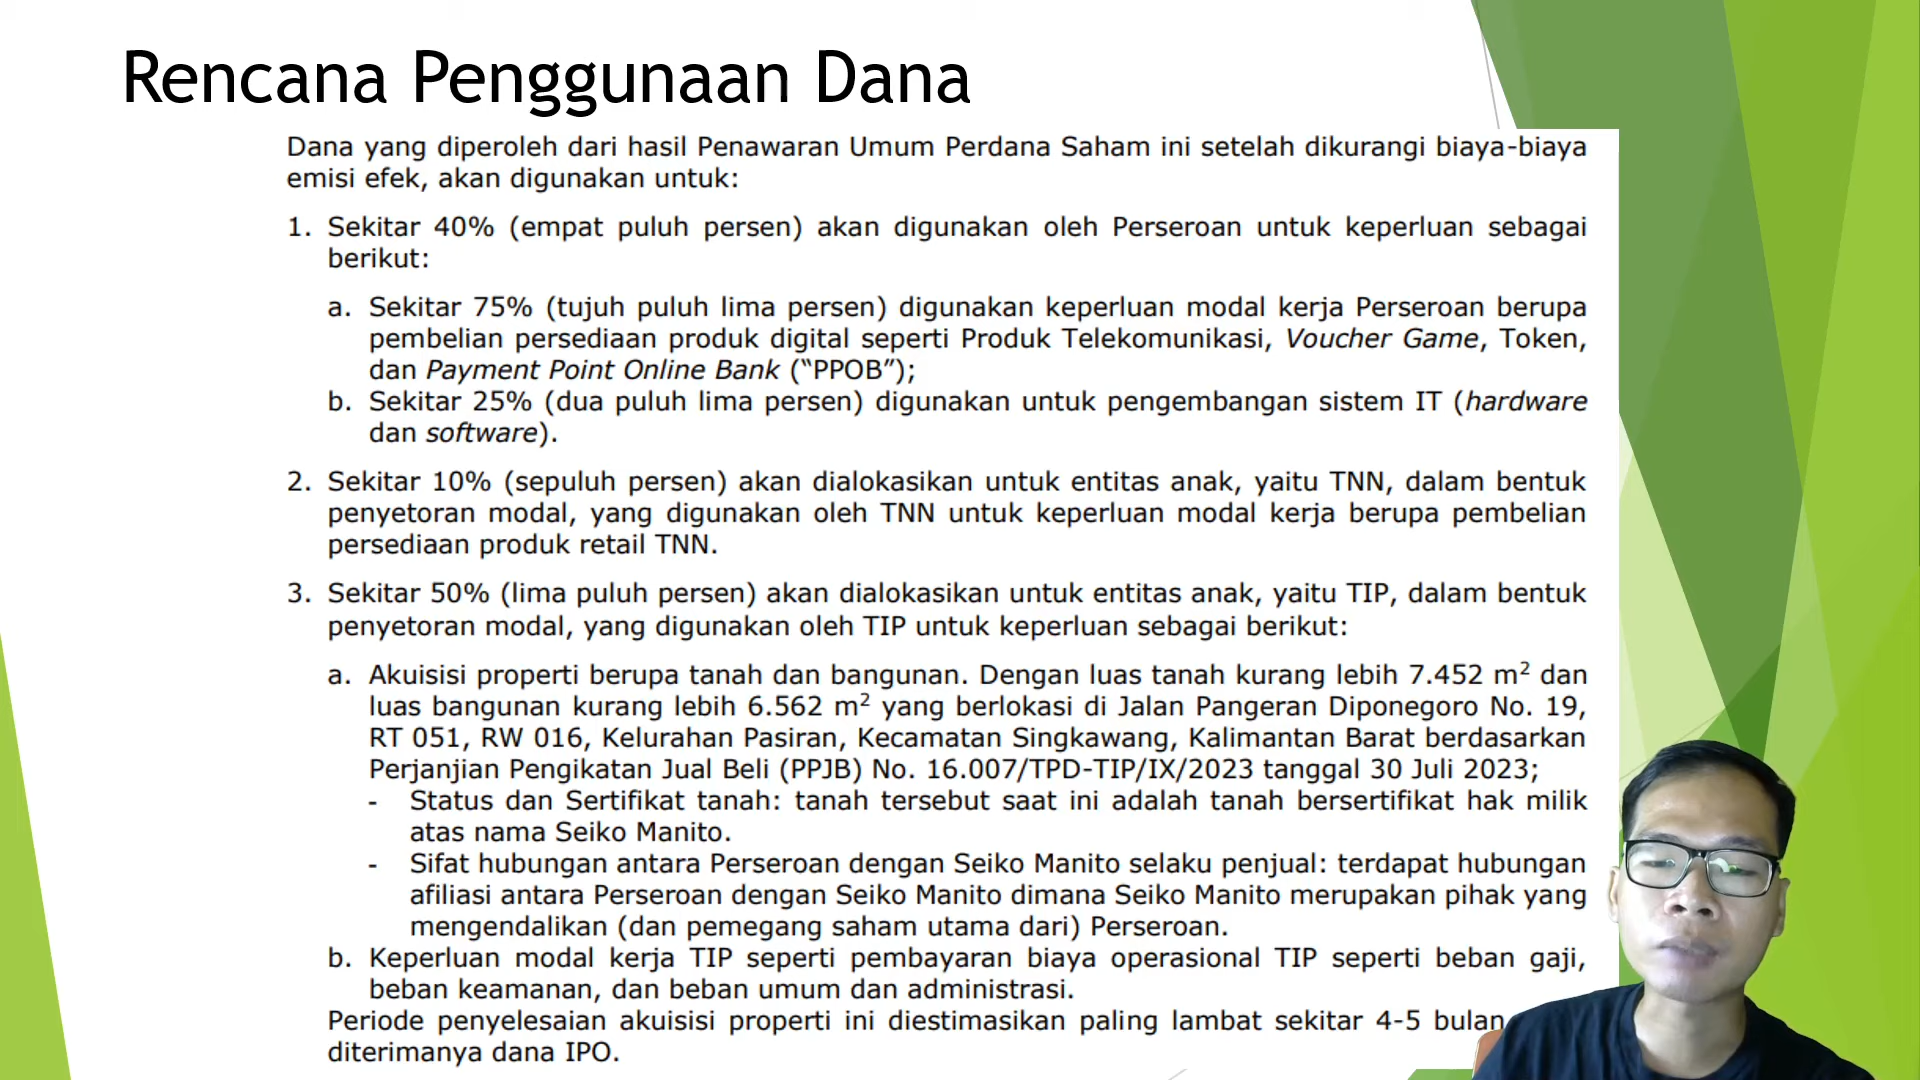 Rencana Penggunaan Dana
Dana yang diperoleh dari hasil Penawaran Umum Perdana Saham ini setelah dikurangi biaya-biaya
emisi efek, akan digunakan untuk:
1. Sekitar 40% (empat puluh persen) akan digunakan oleh Perseroan untuk keperluan sebagai
berikut:
a. Sekitar 75% (tujuh puluh lima persen) digunakan keperluan modal kerja Perseroan berupa
pembelian persediaan produk digital seperti Produk Telekomunikasi, Voucher Game, Token,
dan Payment Point Online Bank (“PPOB”);
b. Sekitar 25% (dua puluh lima persen) digunakan untuk pengembangan sistem IT (hardware
dan software).
2. Sekitar 10% (sepuluh persen) akan dialokasikan untuk entitas anak, yaitu TNN, dalam bentuk
penyetoran modal, yang digunakan oleh TNN untuk keperluan modal kerja berupa pembelian
persediaan produk retail TNN.
3. Sekitar 50% (lima puluh persen) akan dialokasikan untuk entitas anak, yaitu TIP, dalam bentuk
penyetoran modal, yang digunakan oleh TIP untuk keperluan sebagai berikut:
a. Akuisisi properti berupa tanah dan bangunan. Dengan luas tanah kurang lebih 7.452 m² dan
luas bangunan kurang lebih 6.562 m² yang berlokasi di Jalan Pangeran Diponegoro No. 19,
RT 051, RW 016, Kelurahan Pasiran, Kecamatan Singkawang, Kalimantan Barat berdasarkan
Perjanjian Pengikatan Jual Beli (PPJB) No. 16.007/TPD-TIP/IX/2023 tanggal 30 Juli 2023;
- Status dan Sertifikat tanah: tanah tersebut saat ini adalah tanah bersertifikat hak milik
atas nama Seiko Manito.
- Sifat hubungan antara Perseroan dengan Seiko Manito selaku penjual: terdapat hubungan
afiliasi antara Perseroan dengan Seiko Manito dimana Seiko Manito merupakan pihak yang
mengendalikan (dan pemegang saham utama dari) Perseroan.
b. Keperluan modal kerja TIP seperti pembayaran biaya operasional TIP seperti beban gaji,
beban keamanan, dan beban umum dan administrasi.
Periode penyelesaian akuisisi properti ini diestimasikan paling lambat sekitar 4-5 bulan
diterimanya dana IPO.